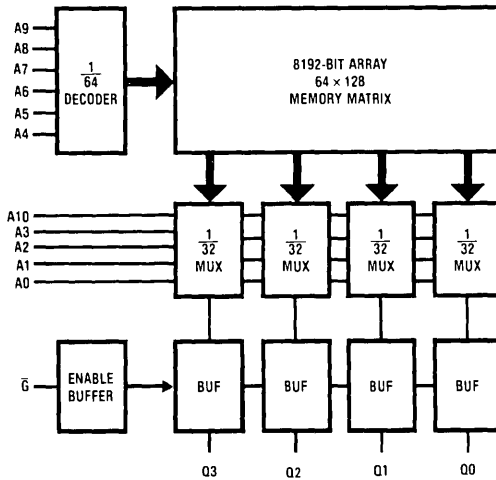 A9
A8
A7
A6
A5
A4
1
64
DECODER
8192-BIT ARRAY
64 × 128
MEMORY MATRIX
A10
A3
A2
A1
A0
1
32
MUX
1
32
MUX
1
32
MUX
1
32
MUX
G̅
ENABLE
BUFFER
BUF
BUF
BUF
BUF
Q3
Q2
Q1
Q0